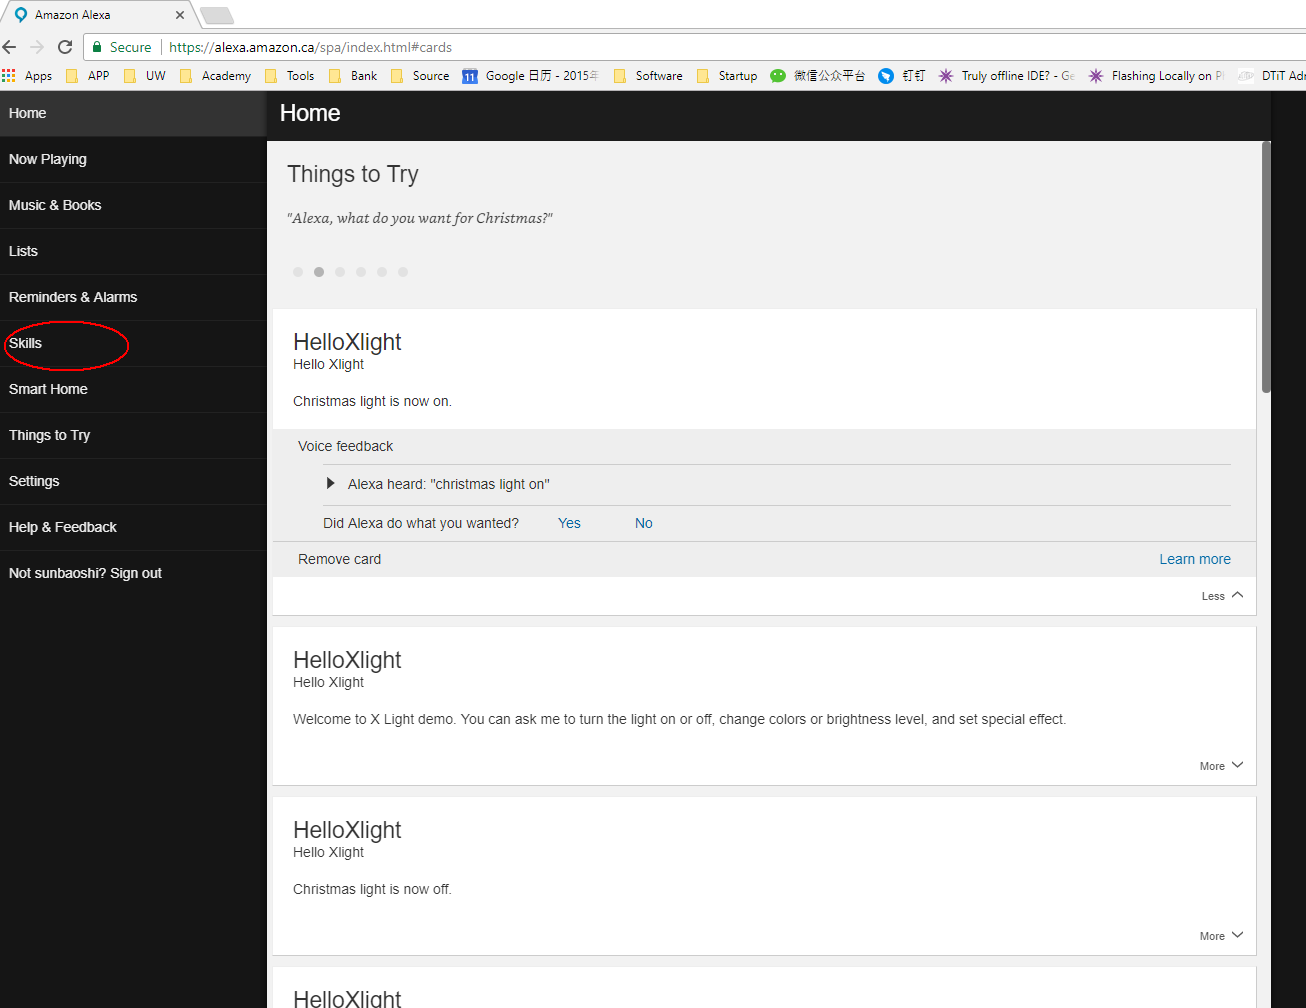 Amazon Alexa
Secure https://alexa.amazon.ca/spa/index.html#cards
Apps APP UW Academy Tools Bank Source Google 日历 - 2015年 Software Startup 微信公众平台 钉钉 Truly offline IDE? - Ge Flashing Locally on DTiT Adr
Home
Now Playing
Music & Books
Lists
Reminders & Alarms
Skills
Smart Home
Things to Try
Settings
Help & Feedback
Not sunbaoshi? Sign out
Home
Things to Try
"Alexa, what do you want for Christmas?"
HelloXlight
Hello Xlight
Christmas light is now on.
Voice feedback
Alexa heard: "christmas light on"
Did Alexa do what you wanted? Yes No
Remove card Learn more
Less
HelloXlight
Hello Xlight
Welcome to X Light demo. You can ask me to turn the light on or off, change colors or brightness level, and set special effect.
More
HelloXlight
Hello Xlight
Christmas light is now off.
More
HelloXlight